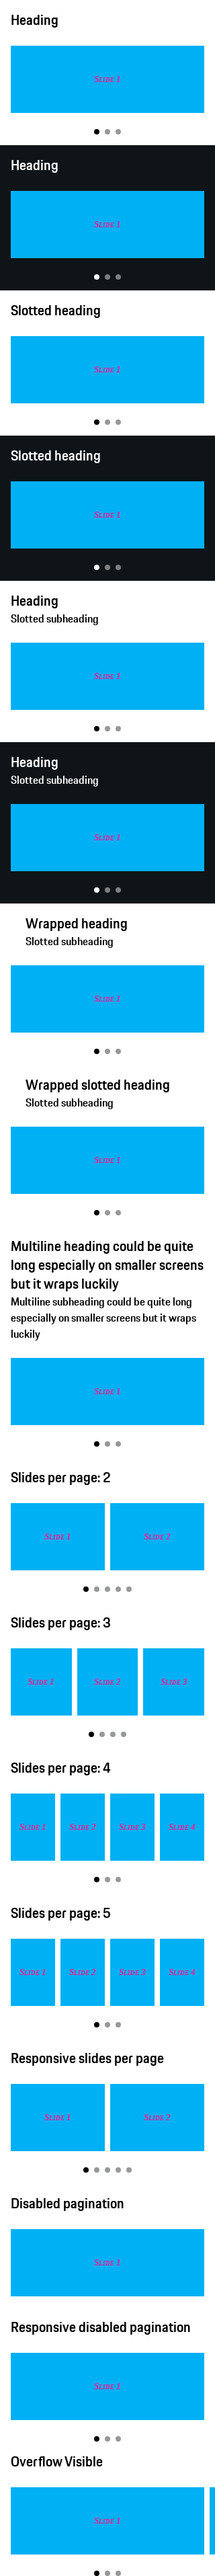 Heading
Slide 1
Heading
Slide 1
Slotted heading
Slide 1
Slotted heading
Slide 1
Heading
Slotted subheading
Slide 1
Heading
Slotted subheading
Slide 1
Wrapped heading
Slotted subheading
Slide 1
Wrapped slotted heading
Slotted subheading
Slide 1
Multiline heading could be quite
long especially on smaller screens
but it wraps luckily
Multiline subheading could be quite long
especially on smaller screens but it wraps
luckily
Slide 1
Slides per page: 2
Slide 1 Slide 2
Slides per page: 3
Slide 1 Slide 2 Slide 3
Slides per page: 4
Slide 1 Slide 2 Slide 3 Slide 4
Slides per page: 5
Slide 1 Slide 2 Slide 3 Slide 4
Responsive slides per page
Slide 1 Slide 2
Disabled pagination
Slide 1
Responsive disabled pagination
Slide 1
Overflow Visible
Slide 1